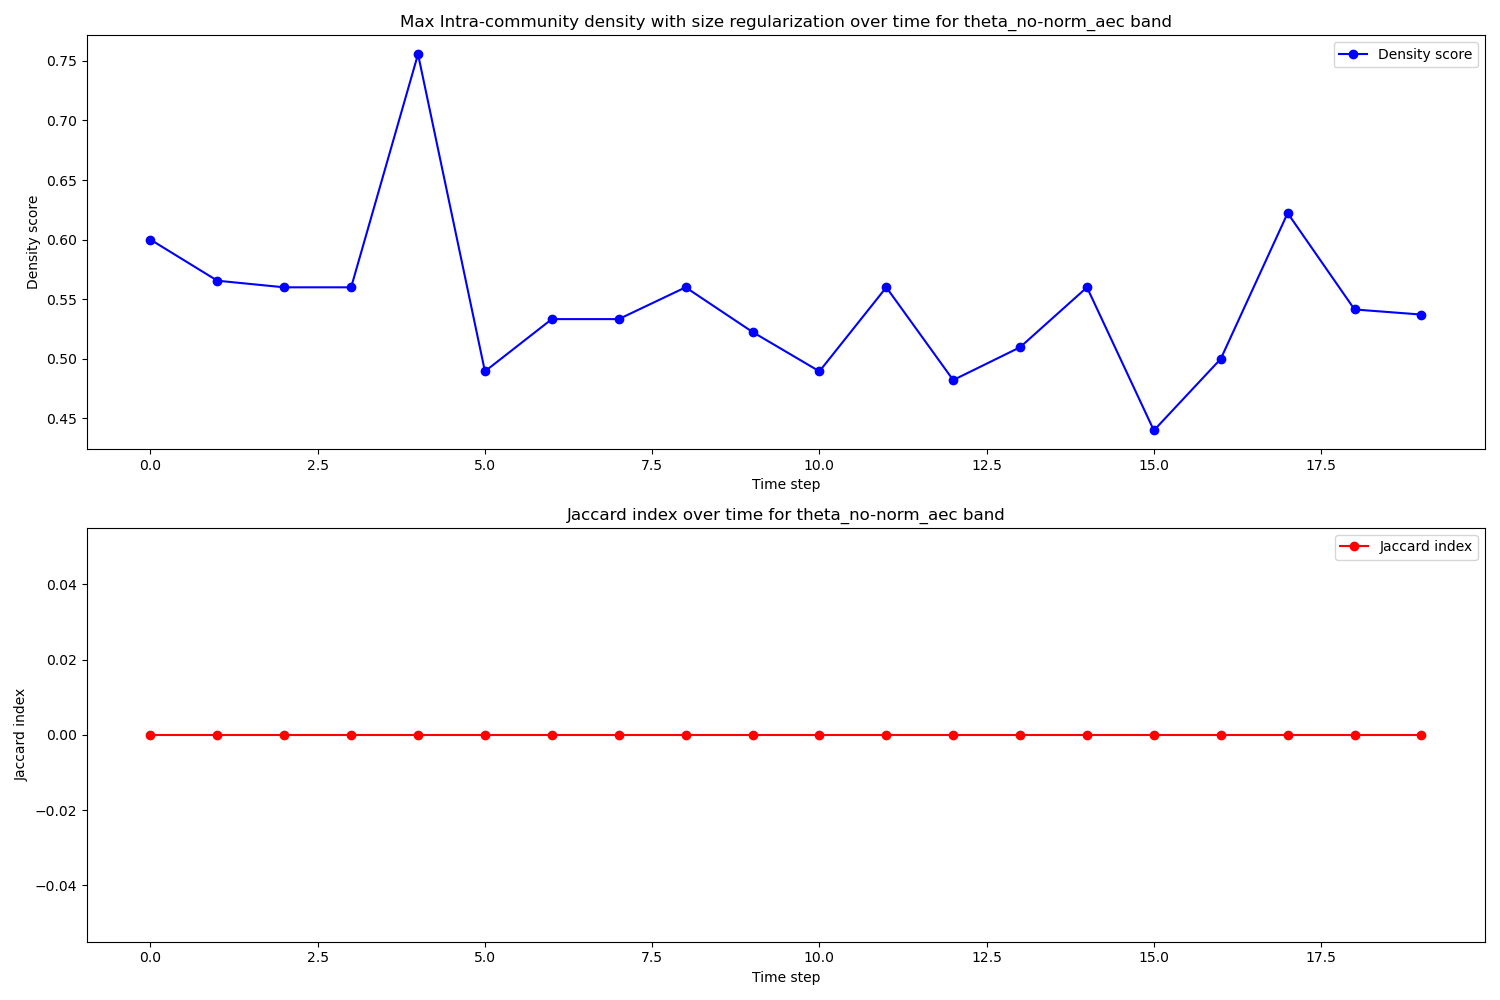 Max Intra-community density with size regularization over time for theta_no-norm_aec band
Density score
0.75
0.70
0.65
0.60
0.55
0.50
0.45
Density score
0.0 2.5 5.0 7.5 10.0 12.5 15.0 17.5
Time step
Jaccard index over time for theta_no-norm_aec band
Jaccard index
0.04
0.02
0.00
−0.02
−0.04
Jaccard index
0.0 2.5 5.0 7.5 10.0 12.5 15.0 17.5
Time step